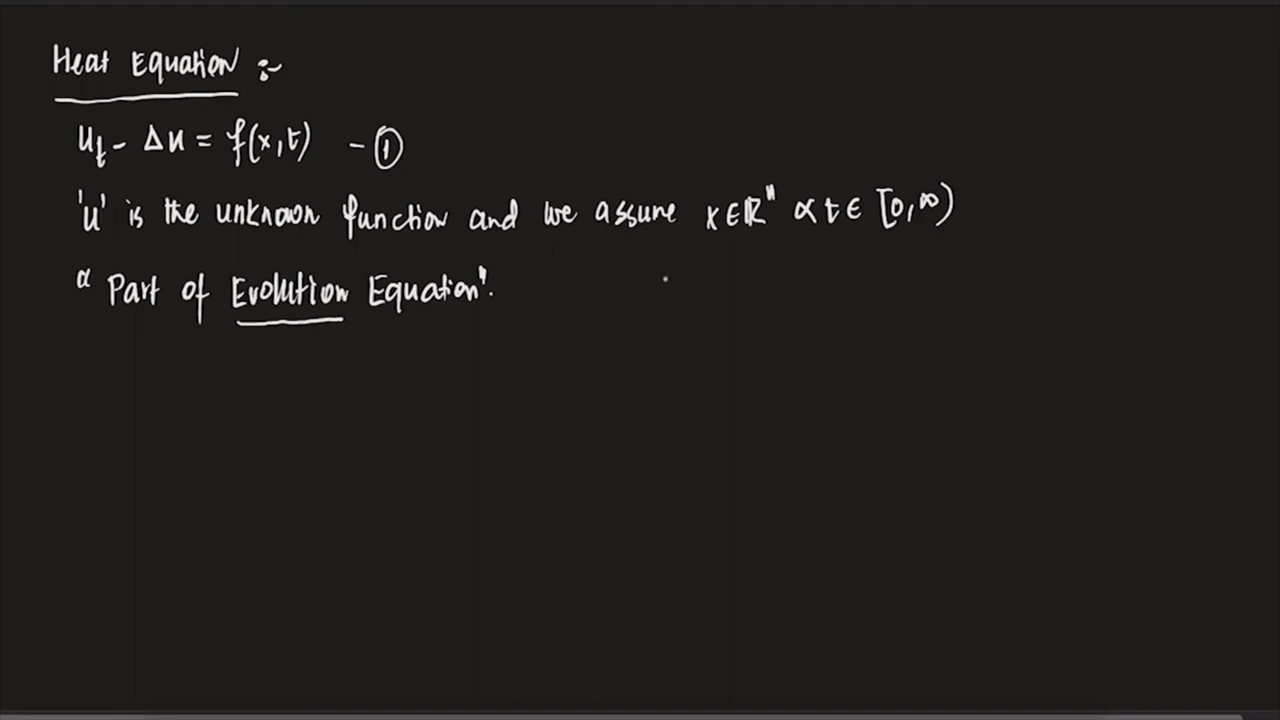 Heat Equation :-
u_t - Δu = f(x,t) - ①
'u' is the unknown function and we assume x ∈ ℝⁿ & t ∈ [0,∞)
" Part of Evolution Equation".